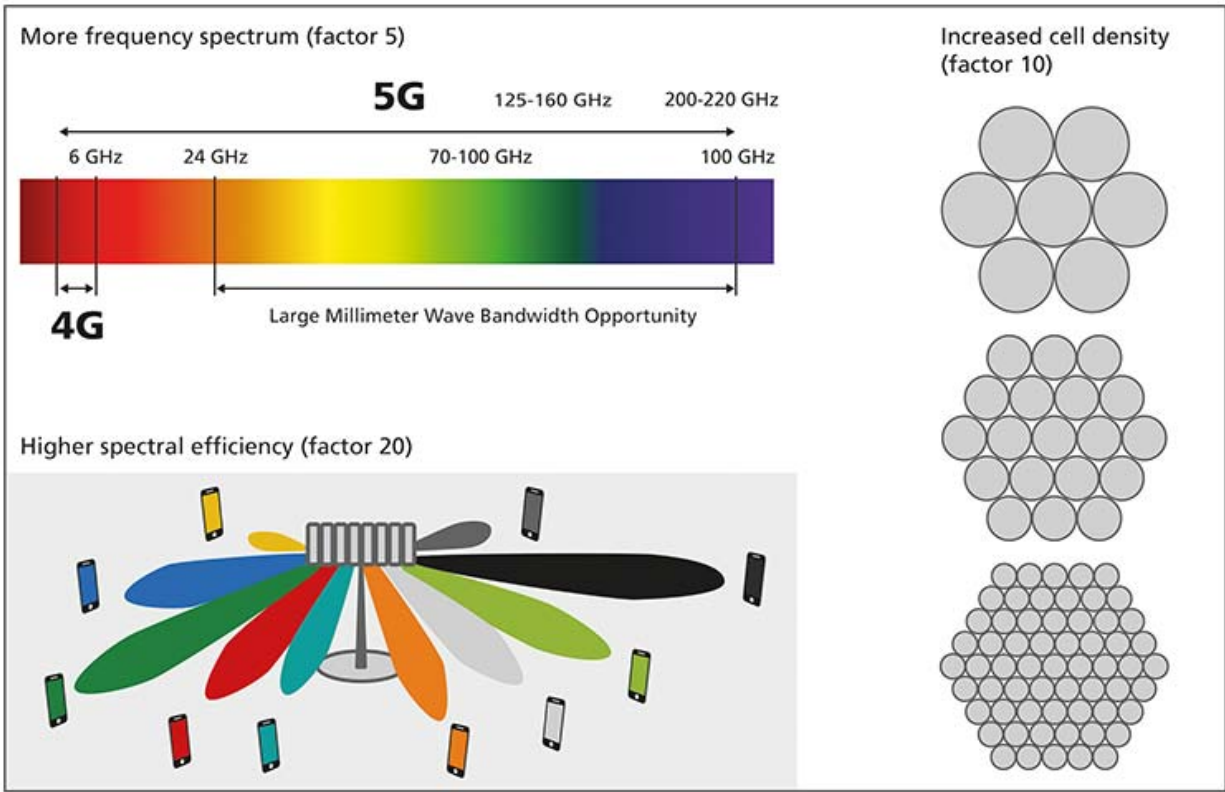 More frequency spectrum (factor 5)
5G
125-160 GHz
200-220 GHz
6 GHz
24 GHz
70-100 GHz
100 GHz
4G
Large Millimeter Wave Bandwidth Opportunity
Higher spectral efficiency (factor 20)
Increased cell density
(factor 10)